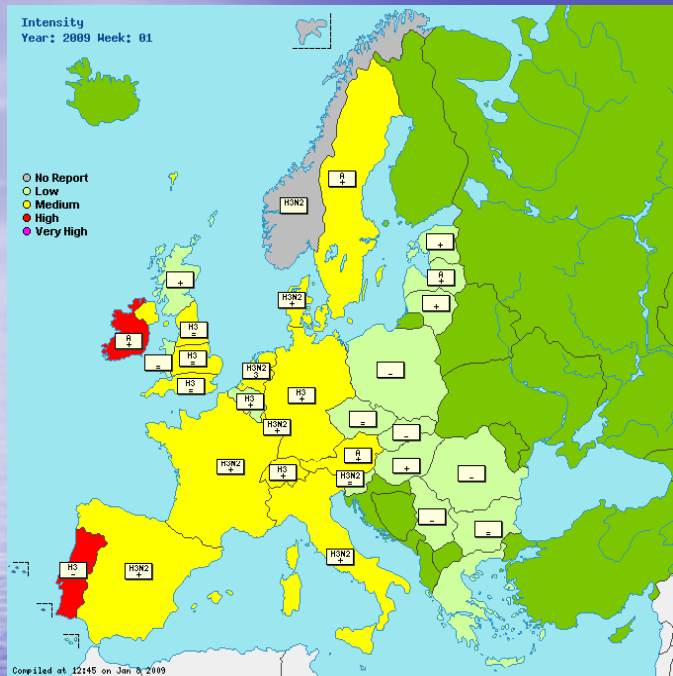 Intensity
Year: 2009 Week: 01
No Report
Low
Medium
High
Very High
H3N2
A
+
+
A
+
+
+
H3N2
+
H3
=
A
+
=
H3
=
H3
=
H3N2
3
H3
+
H3
+
H3N2
+
-
=
-
A
+
+
H3N2
+
H3
+
H3N2
=
-
-
=
H3N2
+
H3
-
H3N2
+
Compiled at 12:45 on Jan 8 2009